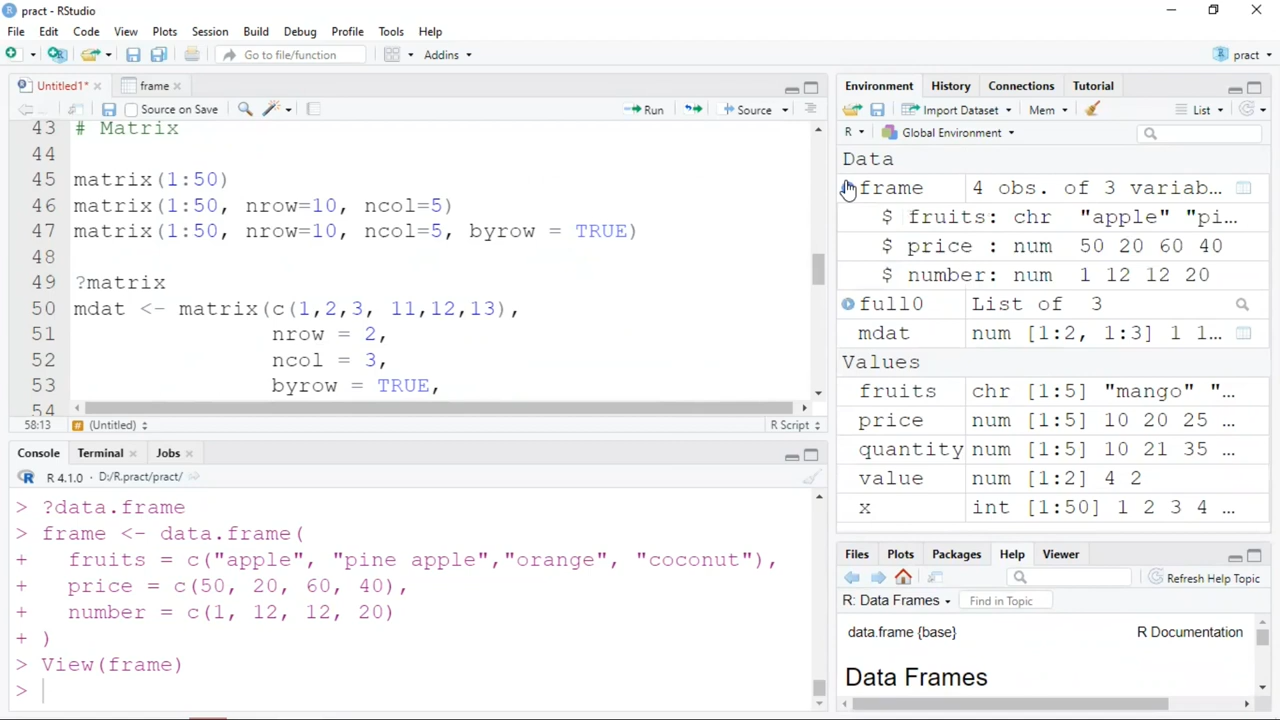 pract - RStudio
File Edit Code View Plots Session Build Debug Profile Tools Help
Go to file/function Addins pract
Untitled1* frame
Source on Save Run Source
43 # Matrix
44
45 matrix(1:50)
46 matrix(1:50, nrow=10, ncol=5)
47 matrix(1:50, nrow=10, ncol=5, byrow = TRUE)
48
49 ?matrix
50 mdat <- matrix(c(1,2,3, 11,12,13),
51 nrow = 2,
52 ncol = 3,
53 byrow = TRUE,
54
58:13 # (Untitled) R Script
Console Terminal Jobs
R 4.1.0 · D:/R.pract/pract/
> ?data.frame
> frame <- data.frame(
+ fruits = c("apple", "pine apple","orange", "coconut"),
+ price = c(50, 20, 60, 40),
+ number = c(1, 12, 12, 20)
+ )
> View(frame)
>
Environment History Connections Tutorial
Import Dataset Mem List
R Global Environment
Data
frame 4 obs. of 3 variab...
$ fruits: chr "apple" "pi...
$ price : num 50 20 60 40
$ number: num 1 12 12 20
full0 List of 3
mdat num [1:2, 1:3] 1 1...
Values
fruits chr [1:5] "mango" "...
price num [1:5] 10 20 25 ...
quantity num [1:5] 10 21 35 ...
value num [1:2] 4 2
x int [1:50] 1 2 3 4 ...
Files Plots Packages Help Viewer
Refresh Help Topic
R: Data Frames Find in Topic
data.frame {base} R Documentation
Data Frames